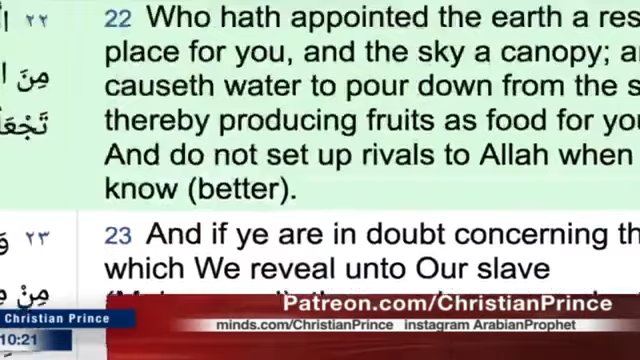 ٢٢
22 Who hath appointed the earth a res
place for you, and the sky a canopy; a
causeth water to pour down from the s
thereby producing fruits as food for you
And do not set up rivals to Allah when
know (better).
مِنَ
تَجْعَلُ
٢٣
23 And if ye are in doubt concerning th
which We reveal unto Our slave
مِنْ
Patreon.com/ChristianPrince
Christian Prince
minds.com/ChristianPrince instagram ArabianProphet
10:21